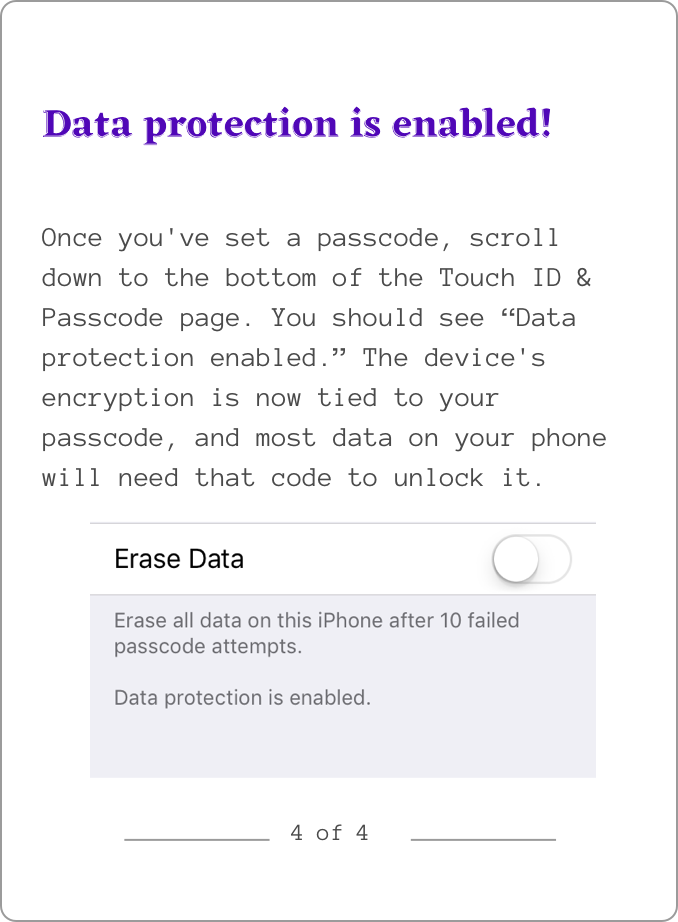 Data protection is enabled!
Once you've set a passcode, scroll
down to the bottom of the Touch ID &
Passcode page. You should see “Data
protection enabled.” The device's
encryption is now tied to your
passcode, and most data on your phone
will need that code to unlock it.
Erase Data
Erase all data on this iPhone after 10 failed
passcode attempts.
Data protection is enabled.
4 of 4